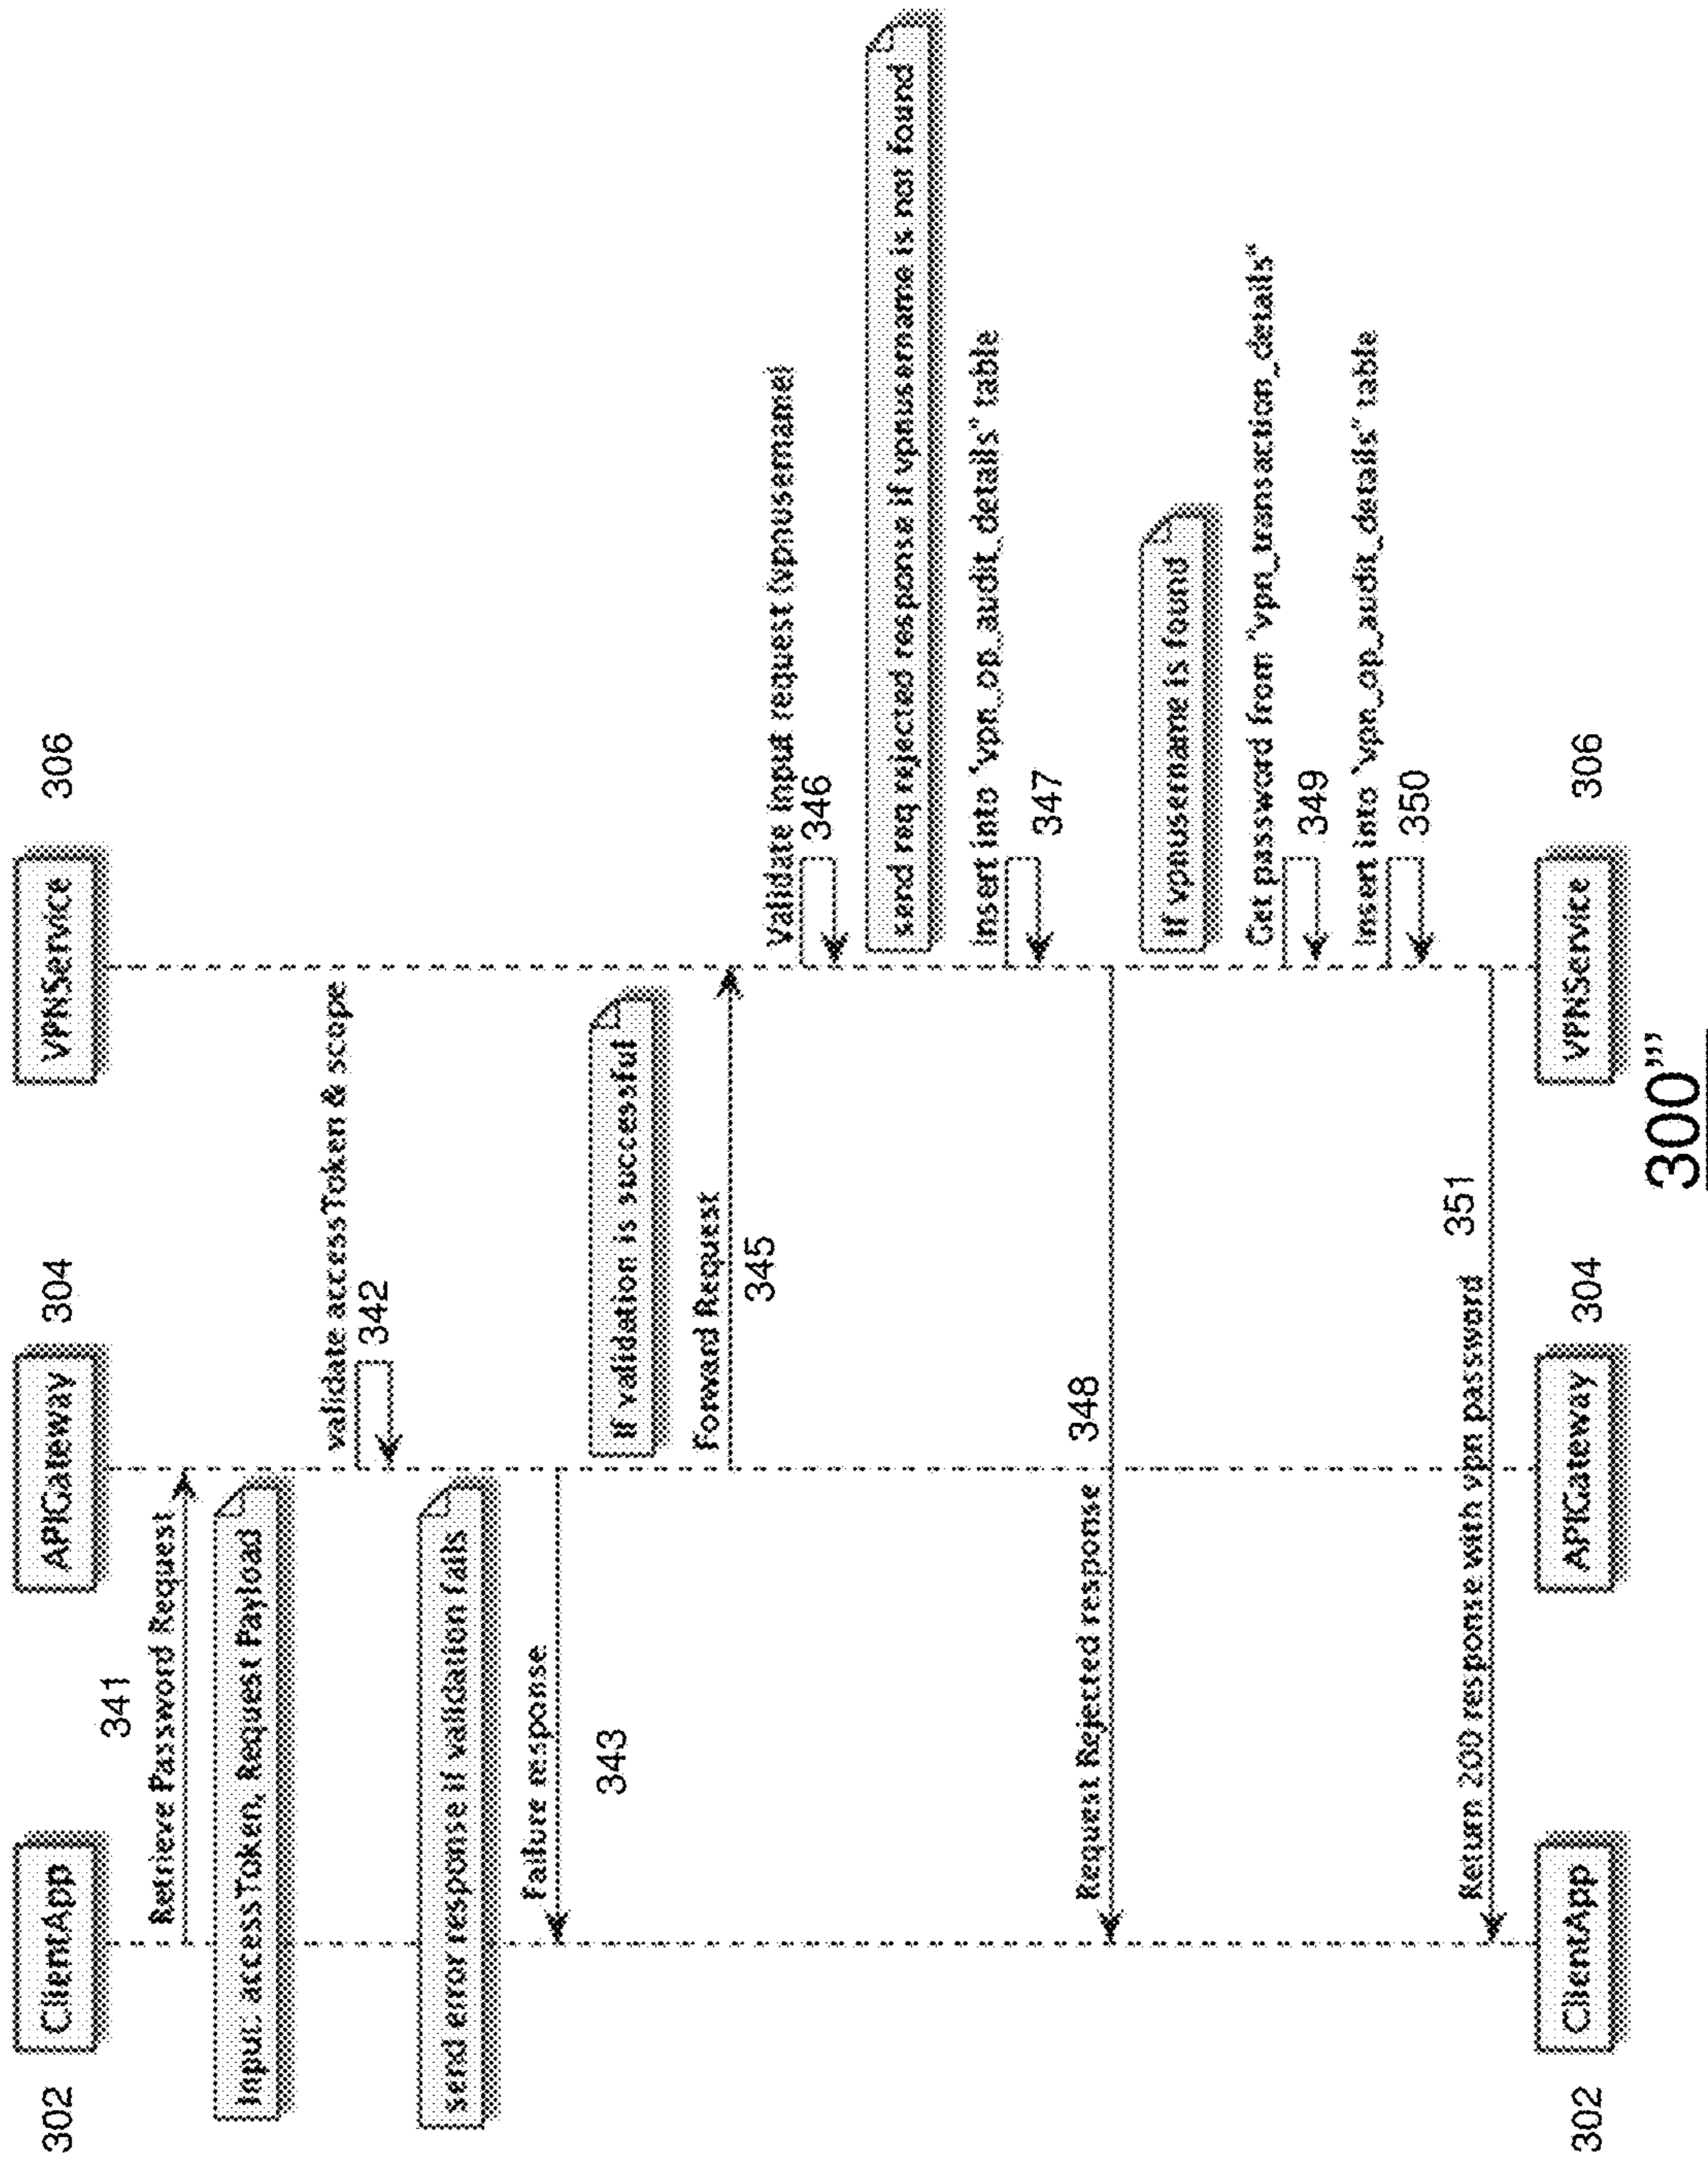 302
ClientApp
APIGateway
304
VPNService
306
341
Retrieve Password Request
Input: accessToken, Request Payload
validate accessToken & scope
342
send error response if validation fails
Failure response
343
If validation is successful
Forward Request
345
Validate input request (vpnusername)
346
send req rejected response if vpnusername is not found
insert into "vpn_op_audit_details" table
347
Request Rejected response
348
If vpnusername is found
Get password from "vpn_transaction_details"
349
insert into "vpn_op_audit_details" table
350
Return 200 response with vpn password
351
302
ClientApp
APIGateway
304
VPNService
306
300'''''